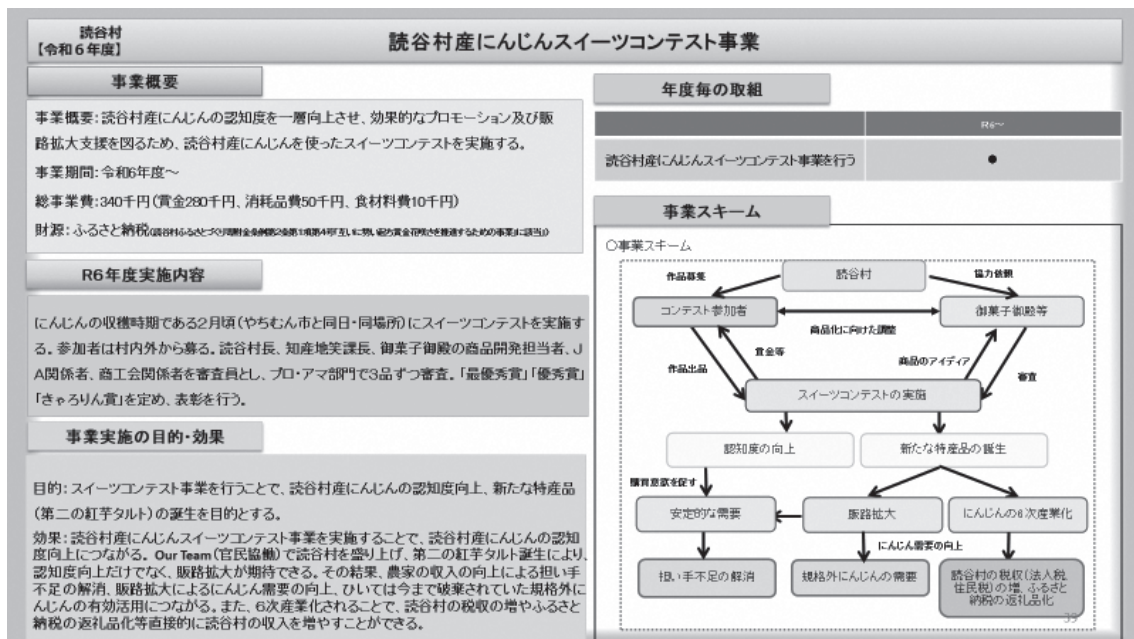 読谷村
【令和６年度】
読谷村産にんじんスイーツコンテスト事業
事業概要
事業概要：読谷村産にんじんの認知度を一層向上させ、効果的なプロモーション及び販
路拡大支援を図るため、読谷村産にんじんを使ったスイーツコンテストを実施する。
事業期間：令和6年度～
総事業費：340千円（賞金280千円、消耗品費50千円、食材料費10千円）
財源：ふるさと納税
R6年度実施内容
にんじんの収穫時期である２月頃（やちむん市と同日・同場所）にスイーツコンテストを実施す
る。参加者は村内外から募る。読谷村長、知産地笑課長、御菓子御殿の商品開発担当者、J
A関係者、商工会関係者を審査員とし、プロ・アマ部門で３品ずつ審査。「最優秀賞」「優秀賞」
「きゃろりん賞」を定め、表彰を行う。
事業実施の目的・効果
目的：スイーツコンテスト事業を行うことで、読谷村産にんじんの認知度向上、新たな特産品
（第二の紅芋タルト）の誕生を目的とする。
効果：読谷村産にんじんスイーツコンテスト事業を実施することで、読谷村産にんじんの認知
度向上につながる。Our Team（官民協働）で読谷村を盛り上げ、第二の紅芋タルト誕生により、
認知度向上だけでなく、販路拡大が期待できる。その結果、農家の収入の向上による担い手
不足の解消、販路拡大によるにんじん需要の向上、ひいては今まで破棄されていた規格外に
んじんの有効活用につながる。また、６次産業化されることで、読谷村の税収の増やふるさと
納税の返礼品化等直接的に読谷村の収入を増やすことができる。
年度毎の取組
R6～
読谷村産にんじんスイーツコンテスト事業を行う
●
事業スキーム
○事業スキーム
作品募集
読谷村
協力依頼
コンテスト参加者
御菓子御殿等
商品化に向けた調整
賞金等
商品のアイディア
作品出品
審査
スイーツコンテストの実施
認知度の向上
新たな特産品の誕生
購買意欲を促す
安定的な需要
販路拡大
にんじんの６次産業化
にんじん需要の向上
担い手不足の解消
規格外にんじんの需要
読谷村の税収（法人税、
住民税）の増、ふるさと
納税の返礼品化
39